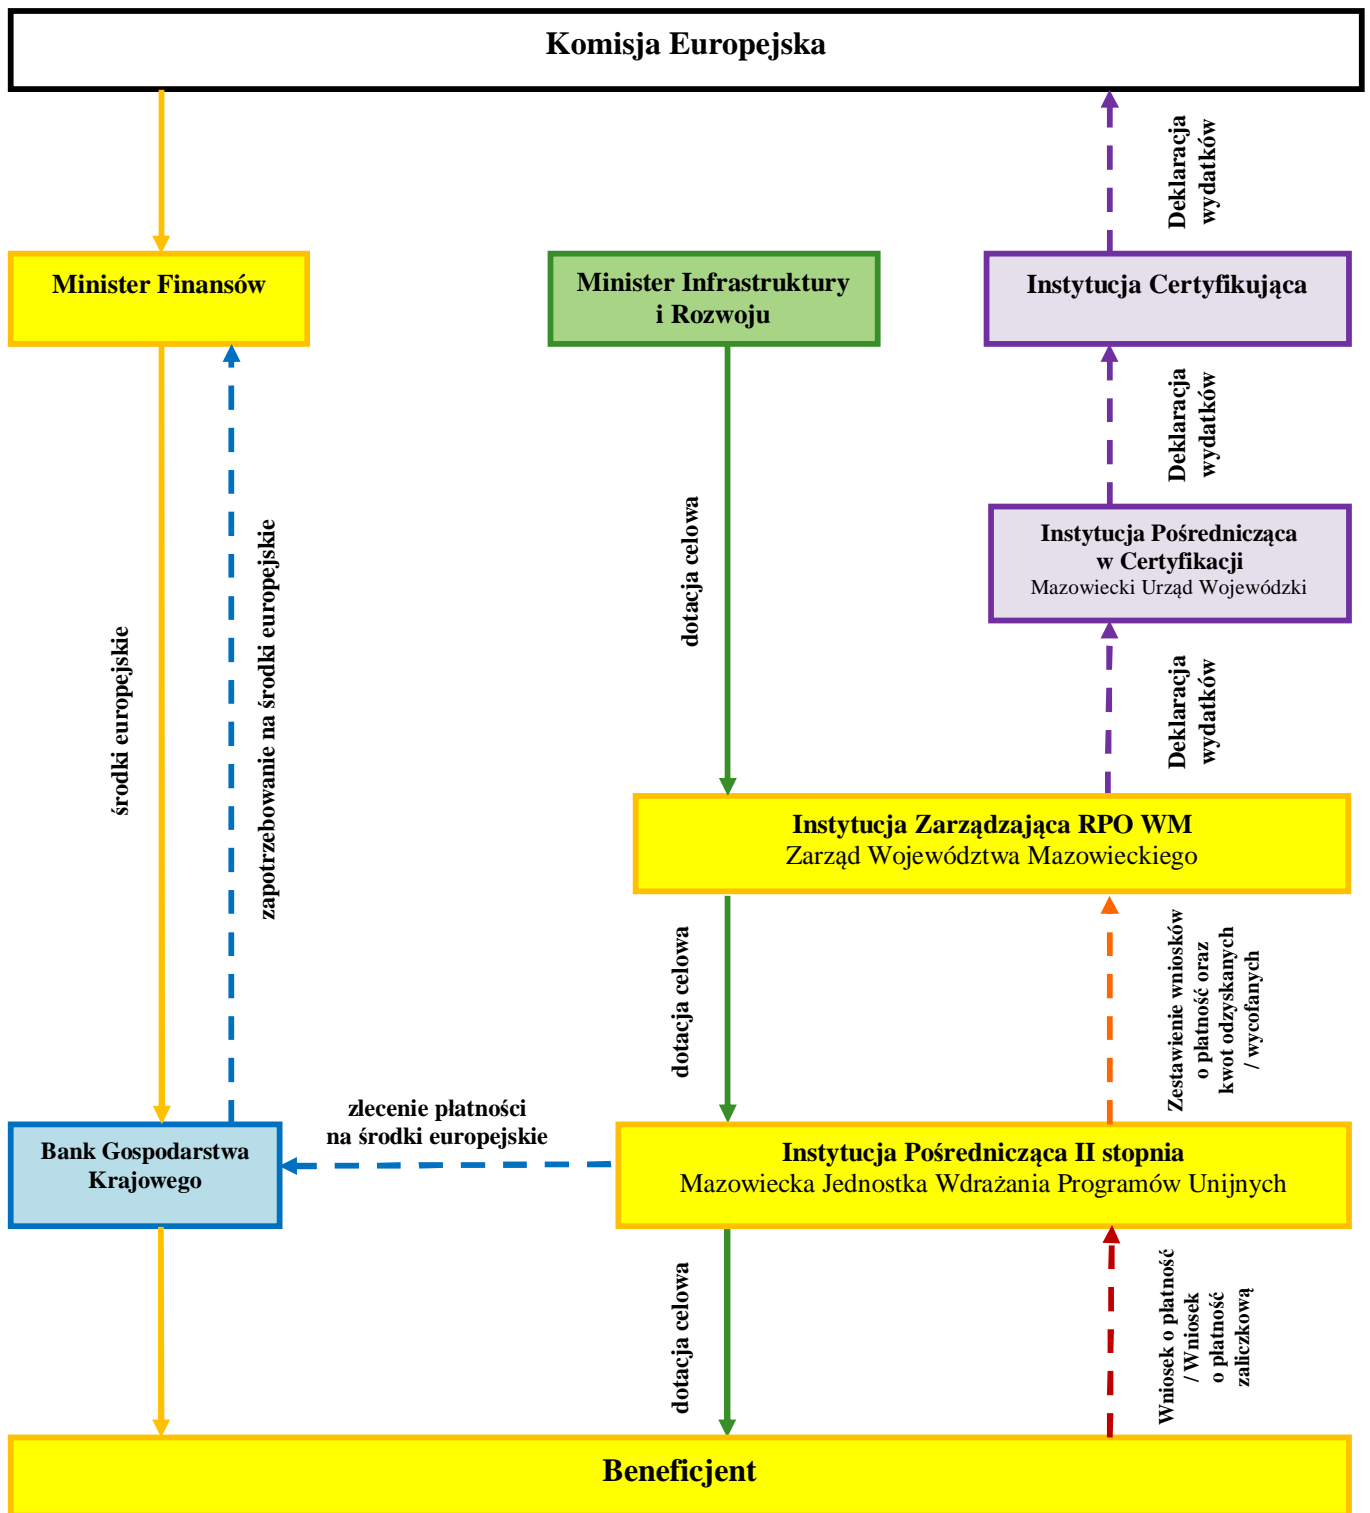 Komisja Europejska
Deklaracja
wydatków
Minister Finansów
Minister Infrastruktury
i Rozwoju
Instytucja Certyfikująca
Deklaracja
wydatków
środki europejskie
zapotrzebowanie na środki europejskie
dotacja celowa
Instytucja Pośrednicząca
w Certyfikacji
Mazowiecki Urząd Wojewódzki
Deklaracja
wydatków
Instytucja Zarządzająca RPO WM
Zarząd Województwa Mazowieckiego
dotacja celowa
Zestawienie wniosków
o płatność oraz
kwot odzyskanych
/ wycofanych
Bank Gospodarstwa
Krajowego
zlecenie płatności
na środki europejskie
Instytucja Pośrednicząca II stopnia
Mazowiecka Jednostka Wdrażania Programów Unijnych
dotacja celowa
Wniosek o płatność
/ Wniosek
o płatność
zaliczkową
Beneficjent